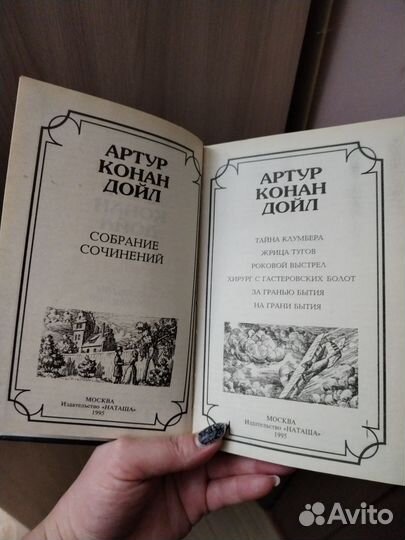 АРТУР
КОНАН
ДОЙЛ
СОБРАНИЕ
СОЧИНЕНИЙ
МОСКВА
Издательство «НАТАША»
1995
АРТУР
КОНАН
ДОЙЛ
ТАЙНА КЛУМБЕРА
ЖРИЦА ТУГОВ
РОКОВОЙ ВЫСТРЕЛ
ХИРУРГ С ГАСТЕРОВСКИХ БОЛОТ
ЗА ГРАНЬЮ БЫТИЯ
НА ГРАНИ БЫТИЯ
МОСКВА
Издательство «НАТАША»
1995
Avito